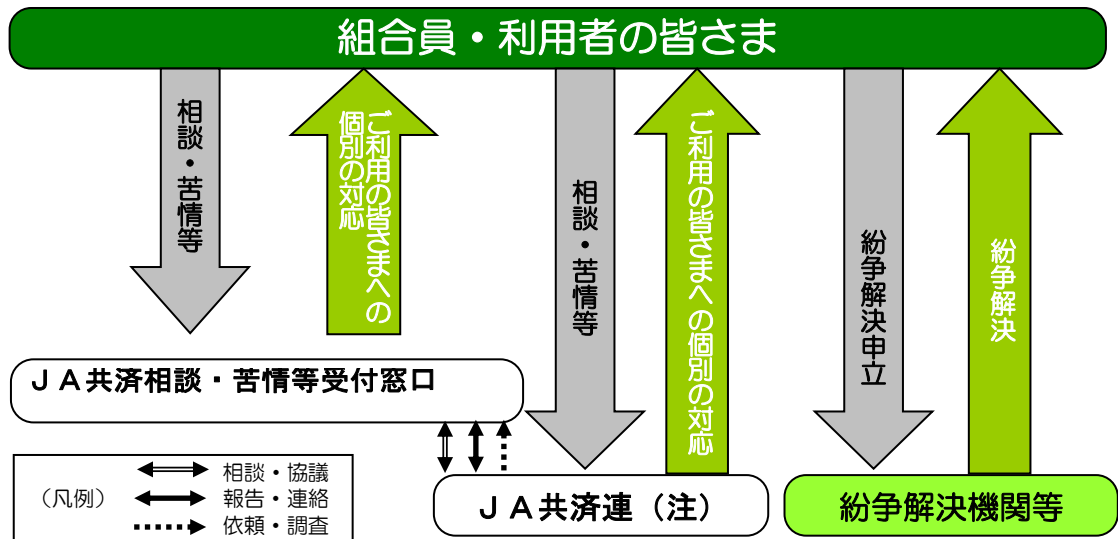 組合員・利用者の皆さま
相談・苦情等
ご利用の皆さまへの
個別の対応
相談・苦情等
ご利用の皆さまへの個別の対応
紛争解決申立
紛争解決
ＪＡ共済相談・苦情等受付窓口
ＪＡ共済連（注）
紛争解決機関等
（凡例）
相談・協議
報告・連絡
依頼・調査